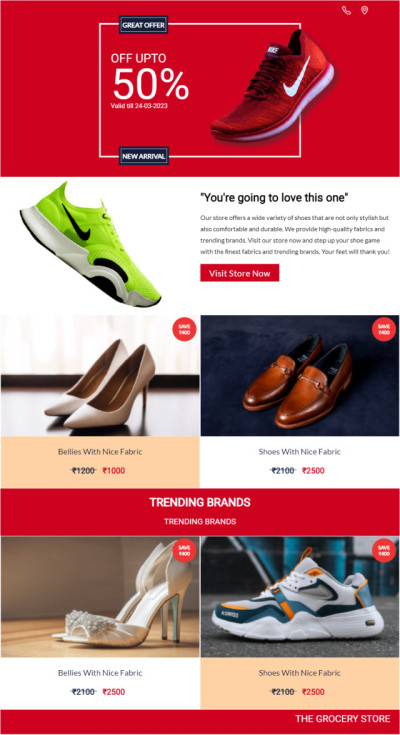 GREAT OFFER
OFF UPTO
50%
Valid till 24-03-2023
NEW ARRIVAL
NIKE
"You're going to love this one"
Our store offers a wide variety of shoes that are not only stylish but
also comfortable and durable. We provide high-quality fabrics and
trending brands. Visit our store now and step up your shoe game
with the finest fabrics and trending brands. Your feet will thank you!
Visit Store Now
SAVE
₹400
SAVE
₹400
Bellies With Nice Fabric
₹1200 ₹1000
Shoes With Nice Fabric
₹2100 ₹2500
TRENDING BRANDS
TRENDING BRANDS
SAVE
₹400
SAVE
₹400
Bellies With Nice Fabric
₹2100 ₹2500
Shoes With Nice Fabric
₹2100 ₹2500
THE GROCERY STORE